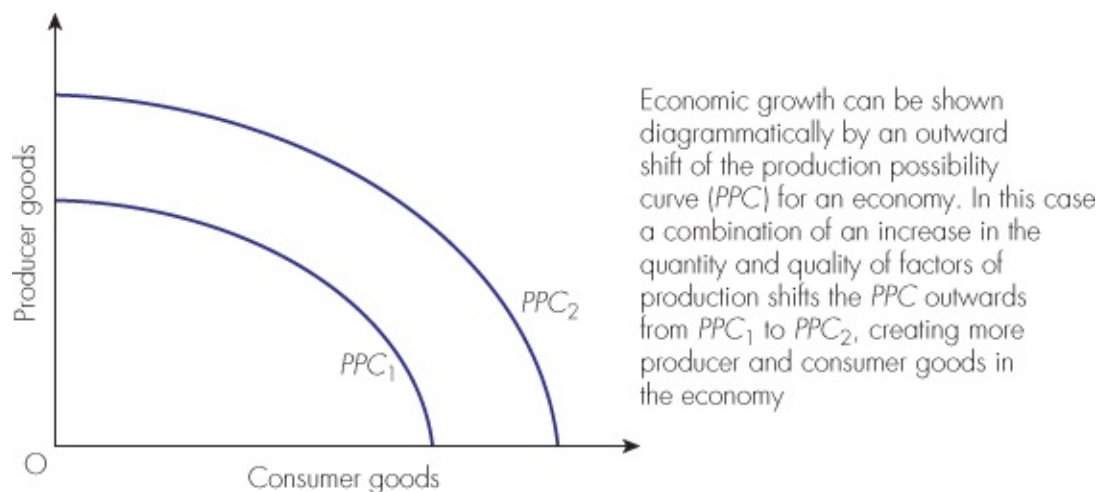 Producer goods
PPC₂
PPC₁
O
Consumer goods
Economic growth can be shown
diagrammatically by an outward
shift of the production possibility
curve (PPC) for an economy. In this case
a combination of an increase in the
quantity and quality of factors of
production shifts the PPC outwards
from PPC₁ to PPC₂, creating more
producer and consumer goods in
the economy